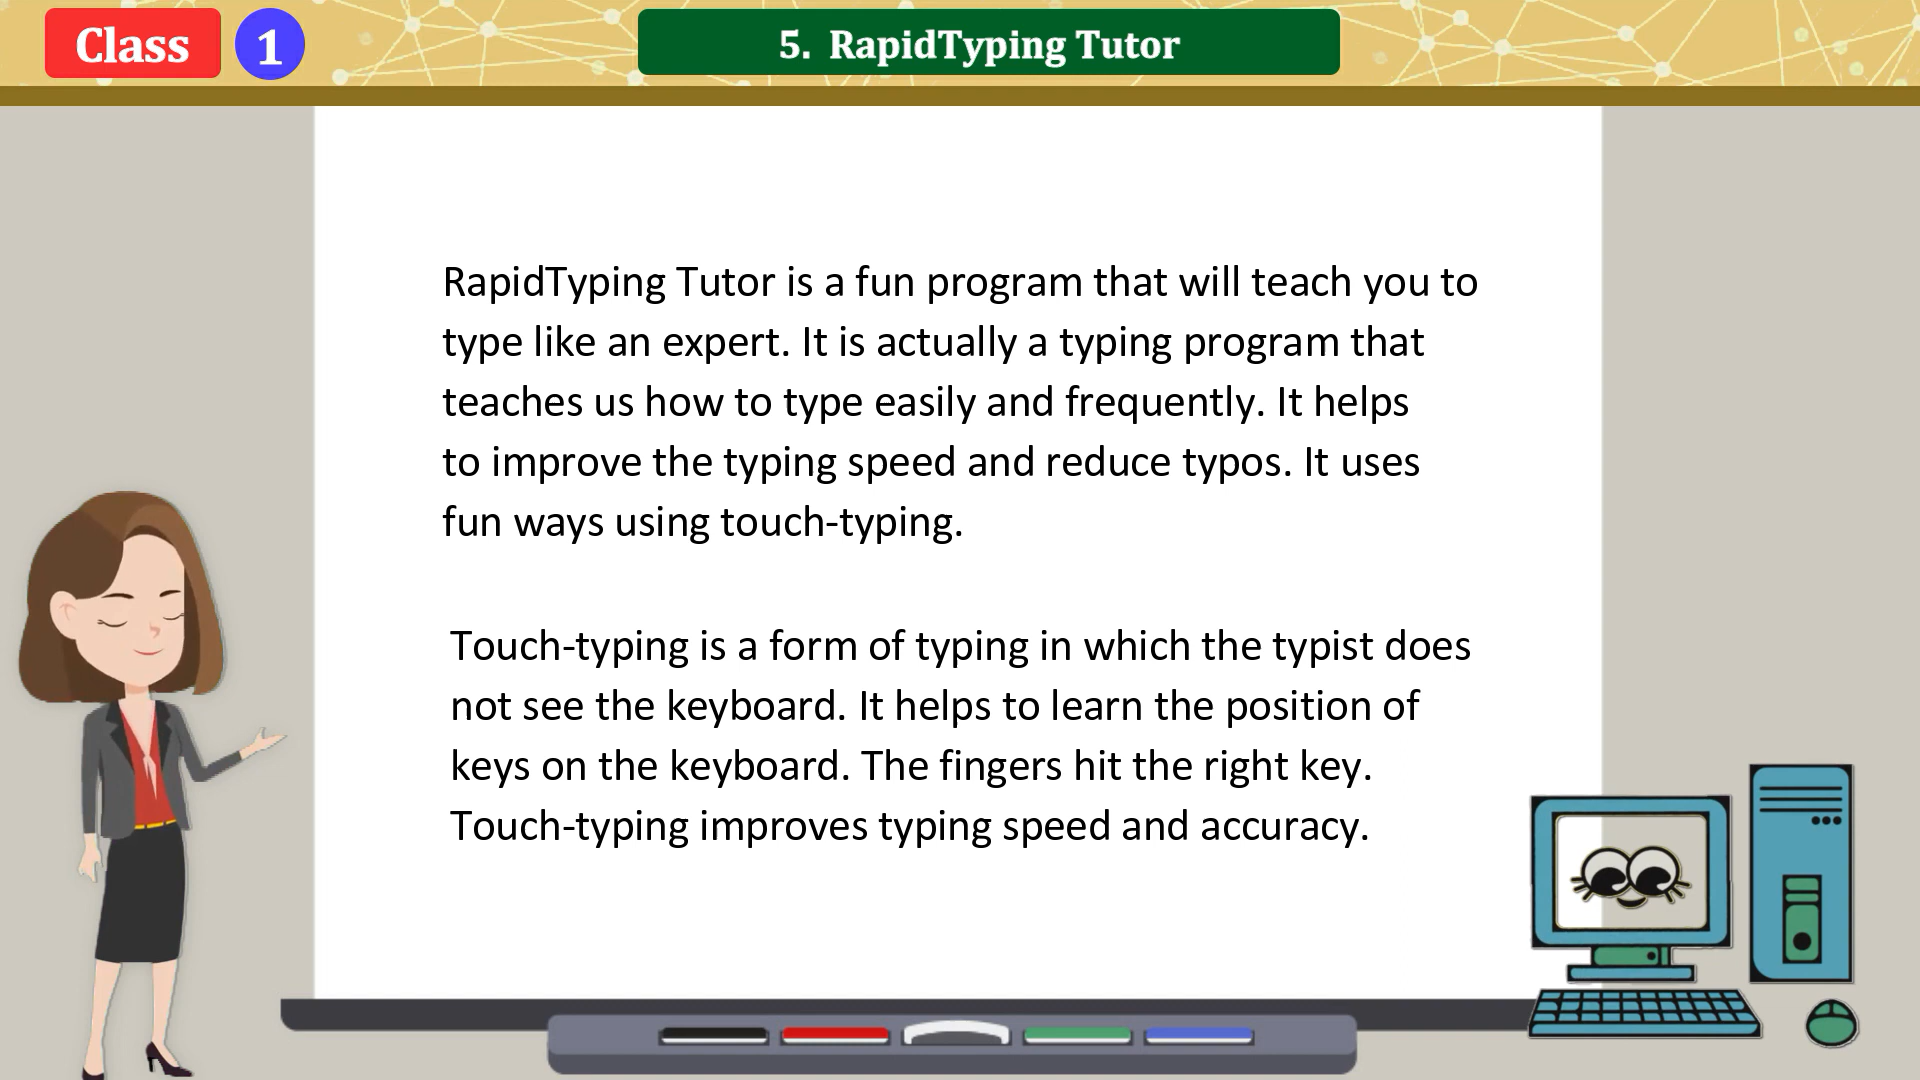 Class 1
5. RapidTyping Tutor
RapidTyping Tutor is a fun program that will teach you to
type like an expert. It is actually a typing program that
teaches us how to type easily and frequently. It helps
to improve the typing speed and reduce typos. It uses
fun ways using touch-typing.
Touch-typing is a form of typing in which the typist does
not see the keyboard. It helps to learn the position of
keys on the keyboard. The fingers hit the right key.
Touch-typing improves typing speed and accuracy.